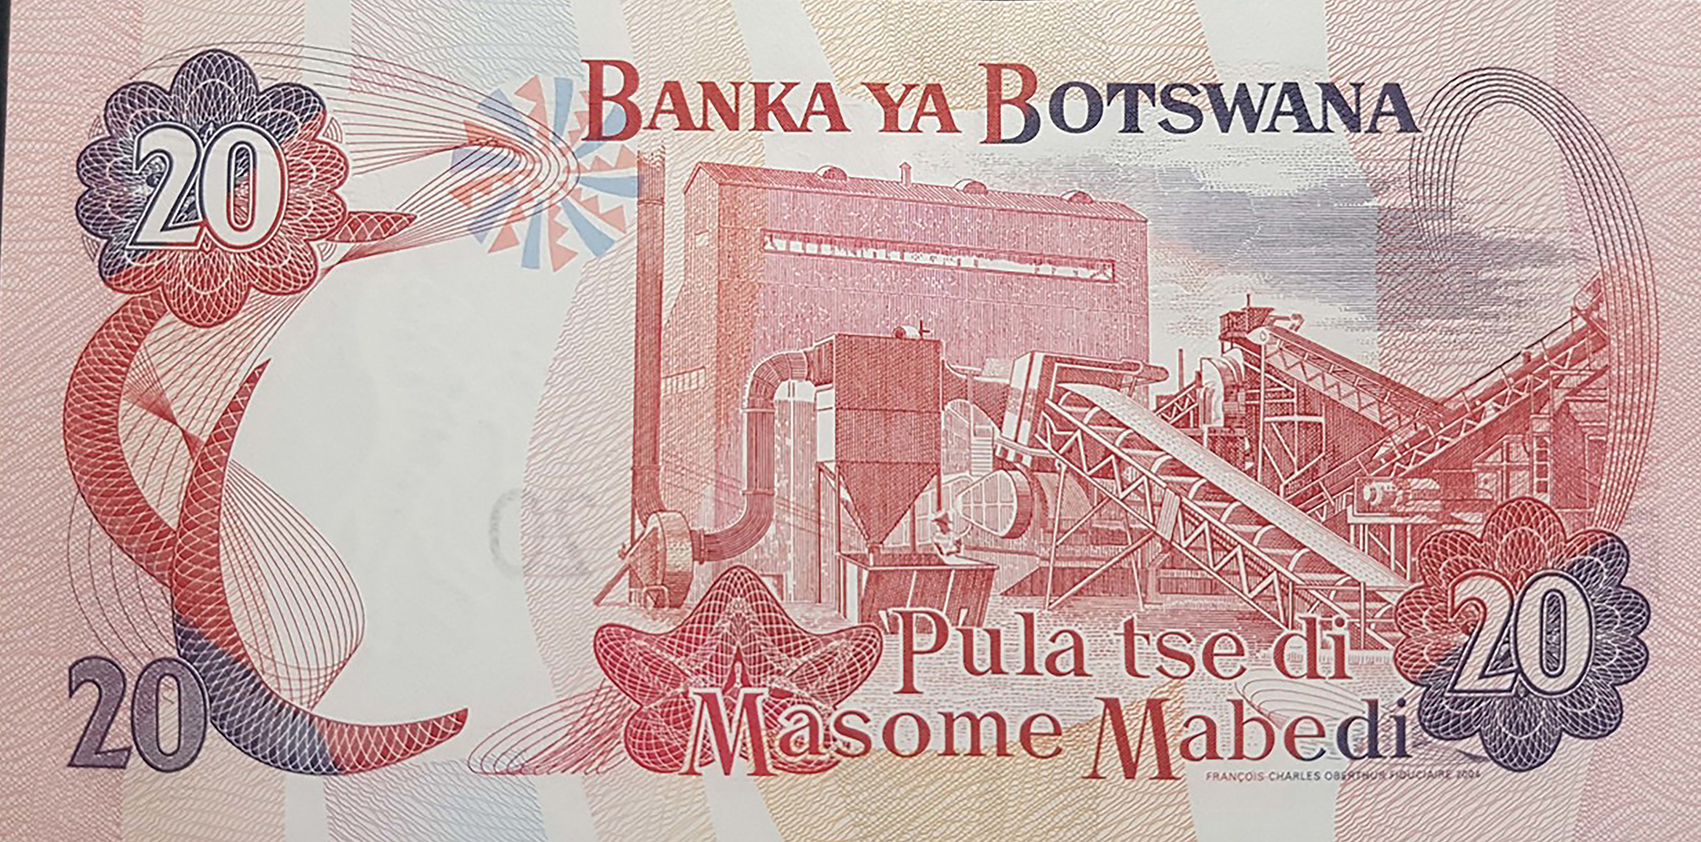 20
BANKA YA BOTSWANA
Pula tse di
Masome Mabedi
20
20
FRANÇOIS-CHARLES OBERTHUR FIDUCIAIRE 2004